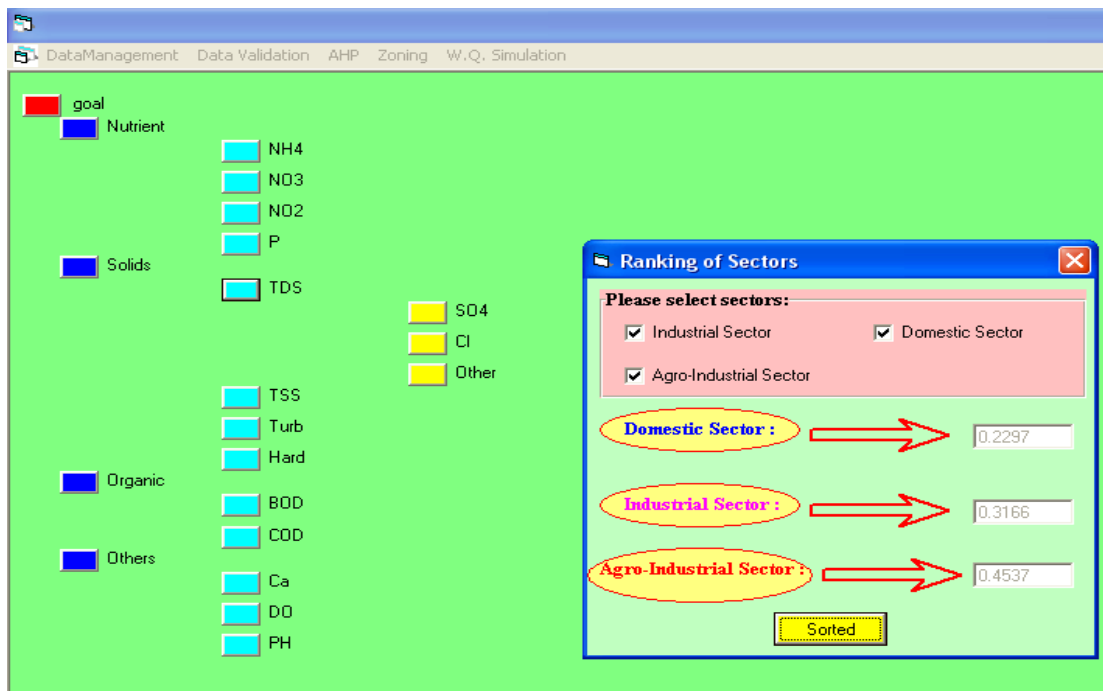 DataManagement Data Validation AHP Zoning W.Q. Simulation
goal
Nutrient
NH4
NO3
NO2
P
Solids
TDS
SO4
Cl
Other
TSS
Turb
Hard
Organic
BOD
COD
Others
Ca
DO
PH
Ranking of Sectors
Please select sectors:
Industrial Sector Domestic Sector
Agro-Industrial Sector
Domestic Sector : 0.2297
Industrial Sector : 0.3166
Agro-Industrial Sector : 0.4537
Sorted